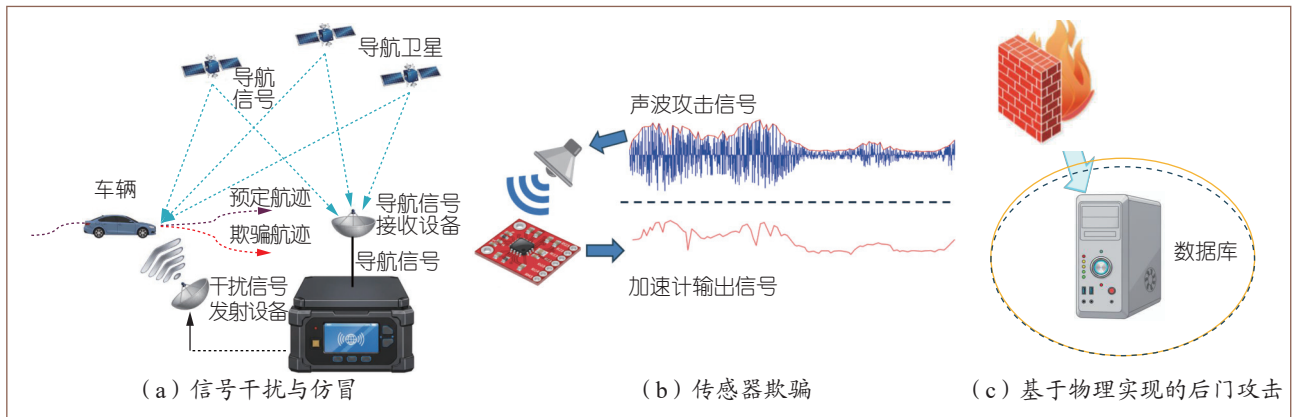 导航卫星
导航
信号
车辆
预定航迹
欺骗航迹
导航信号
接收设备
导航信号
干扰信号
发射设备
(a)信号干扰与仿冒
声波攻击信号
加速计输出信号
(b)传感器欺骗
数据库
(c)基于物理实现的后门攻击